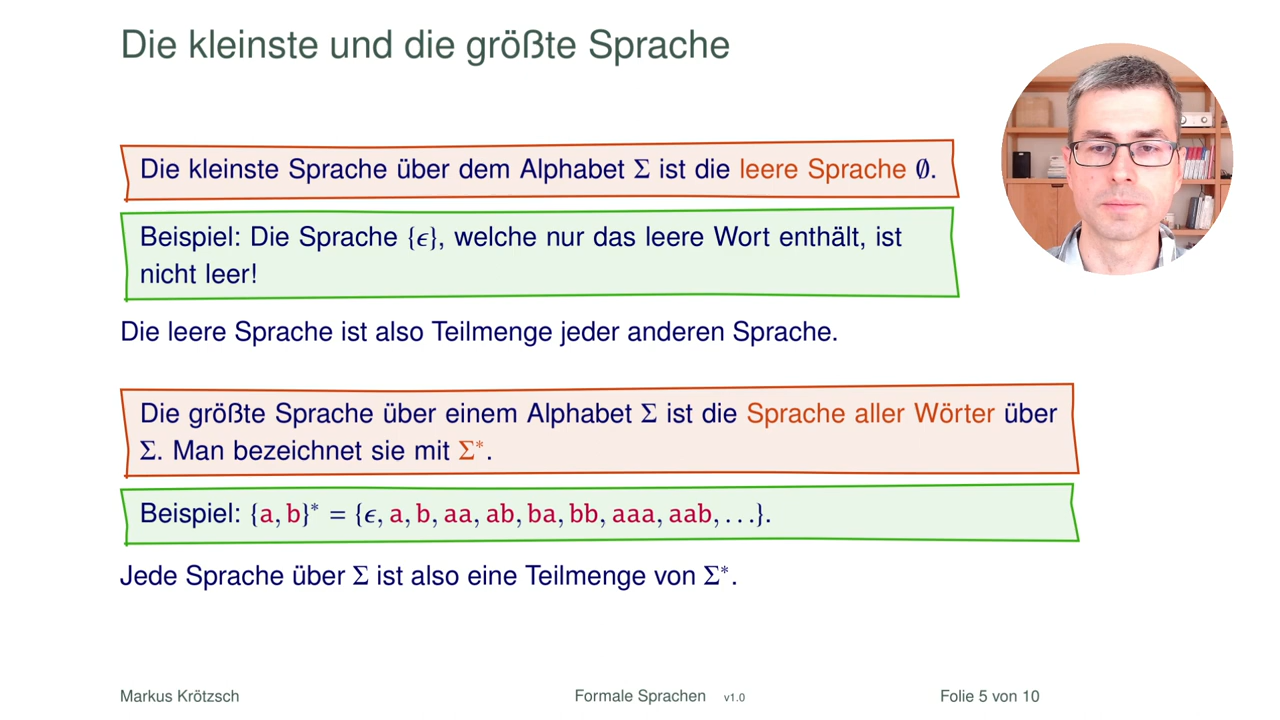 Die kleinste und die größte Sprache
Die kleinste Sprache über dem Alphabet Σ ist die leere Sprache ∅.
Beispiel: Die Sprache {ϵ}, welche nur das leere Wort enthält, ist
nicht leer!
Die leere Sprache ist also Teilmenge jeder anderen Sprache.
Die größte Sprache über einem Alphabet Σ ist die Sprache aller Wörter über
Σ. Man bezeichnet sie mit Σ*.
Beispiel: {a, b}* = {ϵ, a, b, aa, ab, ba, bb, aaa, aab, . . .}.
Jede Sprache über Σ ist also eine Teilmenge von Σ*.
Markus Krötzsch Formale Sprachen v1.0 Folie 5 von 10